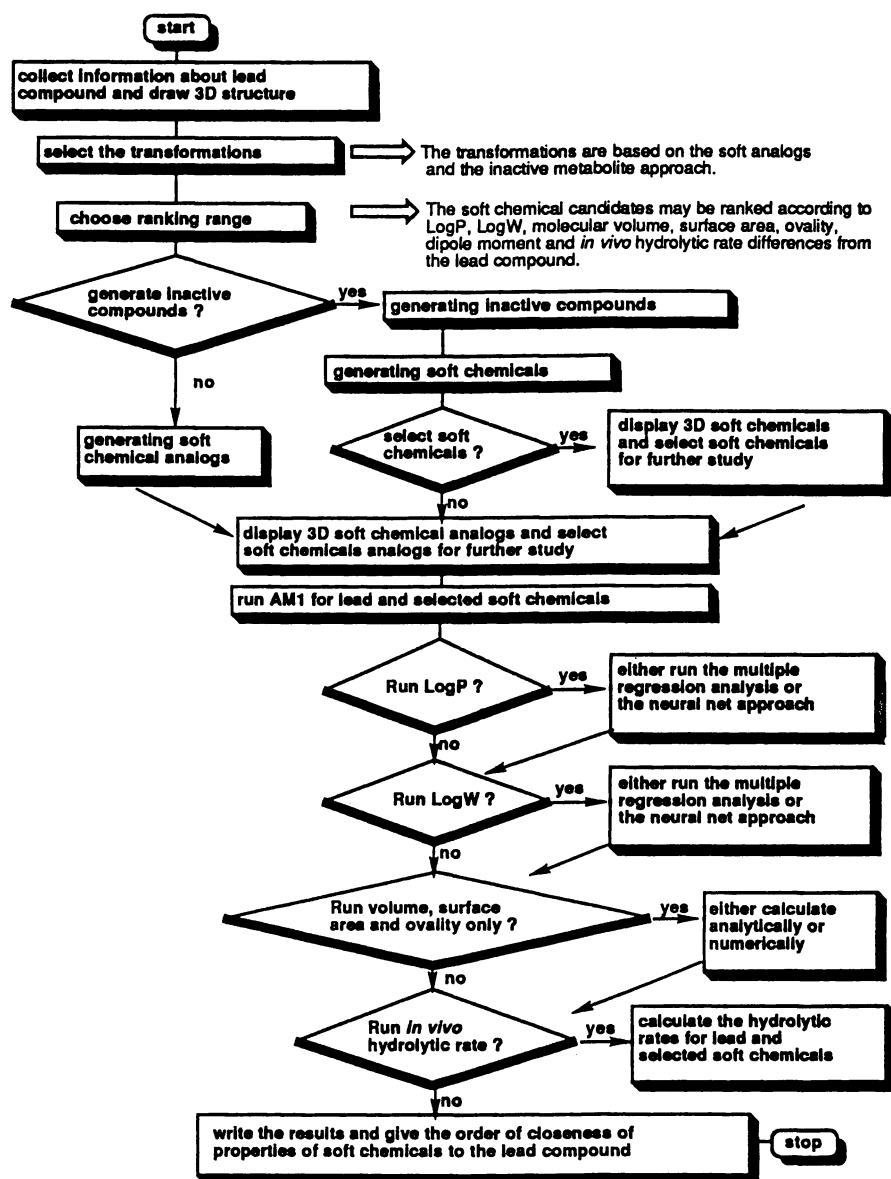 start
collect information about lead
compound and draw 3D structure
select the transformations
The transformations are based on the soft analogs
and the inactive metabolite approach.
choose ranking range
The soft chemical candidates may be ranked according to
LogP, LogW, molecular volume, surface area, ovality,
dipole moment and in vivo hydrolytic rate differences from
the lead compound.
generate inactive
compounds ?
yes
generating inactive compounds
no
generating soft chemicals
generating soft
chemical analogs
select soft
chemicals ?
yes
display 3D soft chemicals
and select soft chemicals
for further study
no
display 3D soft chemical analogs and select
soft chemicals analogs for further study
run AM1 for lead and selected soft chemicals
Run LogP ?
yes
either run the multiple
regression analysis or
the neural net approach
no
Run LogW ?
yes
either run the multiple
regression analysis or
the neural net approach
no
Run volume, surface
area and ovality only ?
yes
either calculate
analytically or
numerically
no
Run in vivo
hydrolytic rate ?
yes
calculate the hydrolytic
rates for lead and
selected soft chemicals
no
write the results and give the order of closeness of
properties of soft chemicals to the lead compound
stop